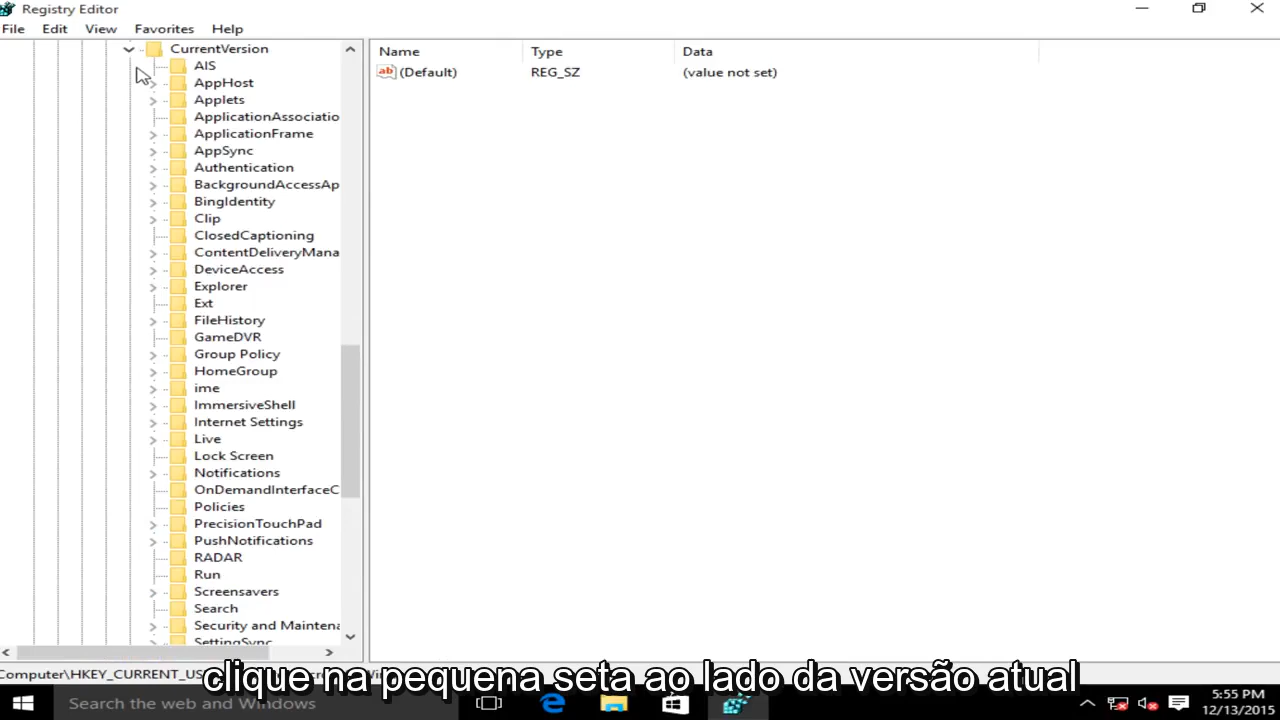 Registry Editor
File Edit View Favorites Help
CurrentVersion
AIS
AppHost
Applets
ApplicationAssociatio
ApplicationFrame
AppSync
Authentication
BackgroundAccessAp
BingIdentity
Clip
ClosedCaptioning
ContentDeliveryMana
DeviceAccess
Explorer
Ext
FileHistory
GameDVR
Group Policy
HomeGroup
ime
ImmersiveShell
Internet Settings
Live
Lock Screen
Notifications
OnDemandInterfaceC
Policies
PrecisionTouchPad
PushNotifications
RADAR
Run
Screensavers
Search
Security and Maintena
SettingSync
Name Type Data
ab (Default) REG_SZ (value not set)
Computer\HKEY_CURRENT_US
clique na pequena seta ao lado da versão atual
Search the web and Windows
5:55 PM
12/13/2015